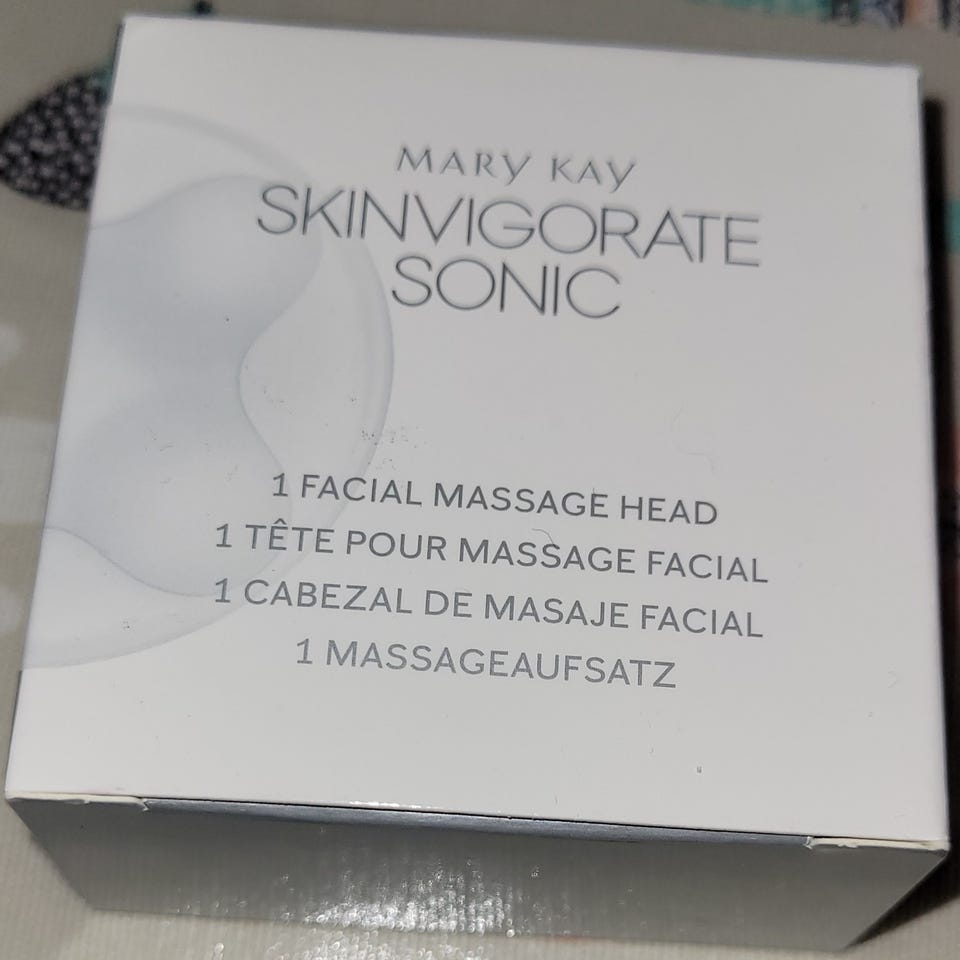 MARY KAY
SKINVIGORATE
SONIC
1 FACIAL MASSAGE HEAD
1 TÊTE POUR MASSAGE FACIAL
1 CABEZAL DE MASAJE FACIAL
1 MASSAGEAUFSATZ